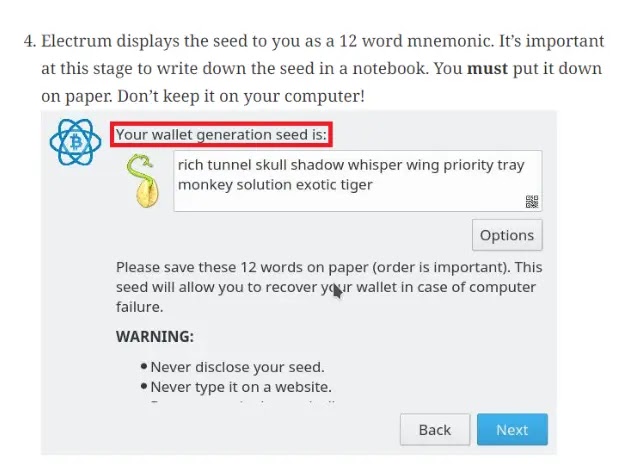 4. Electrum displays the seed to you as a 12 word mnemonic. It’s important
at this stage to write down the seed in a notebook. You must put it down
on paper. Don’t keep it on your computer!
Your wallet generation seed is:
rich tunnel skull shadow whisper wing priority tray
monkey solution exotic tiger
Options
Please save these 12 words on paper (order is important). This
seed will allow you to recover your wallet in case of computer
failure.
WARNING:
• Never disclose your seed.
• Never type it on a website.
Back Next